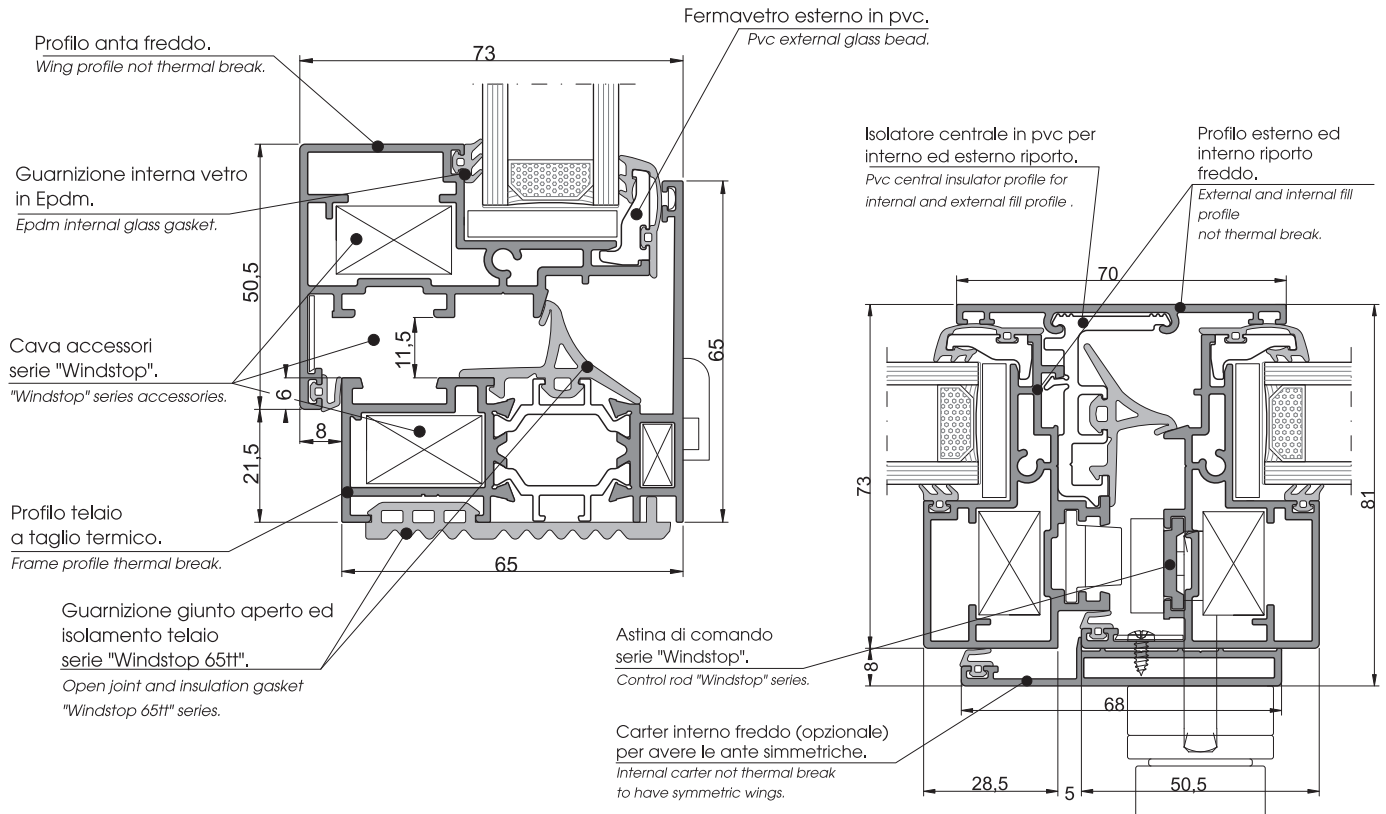 Profilo anta freddo.
Wing profile not thermal break.
Guarnizione interna vetro
in Epdm.
Epdm internal glass gasket.
Cava accessori
serie "Windstop".
"Windstop" series accessories.
Profilo telaio
a taglio termico.
Frame profile thermal break.
Guarnizione giunto aperto ed
isolamento telaio
serie "Windstop 65tt".
Open joint and insulation gasket
"Windstop 65tt" series.
Fermavetro esterno in pvc.
Pvc external glass bead.
73
50,5
11,5
6
8
21,5
65
65
Isolatore centrale in pvc per
interno ed esterno riporto.
Pvc central insulator profile for
internal and external fill profile .
Profilo esterno ed
interno riporto
freddo.
External and internal fill
profile
not thermal break.
Astina di comando
serie "Windstop".
Control rod "Windstop" series.
Carter interno freddo (opzionale)
per avere le ante simmetriche.
Internal carter not thermal break
to have symmetric wings.
70
73
81
8
68
28,5
5
50,5